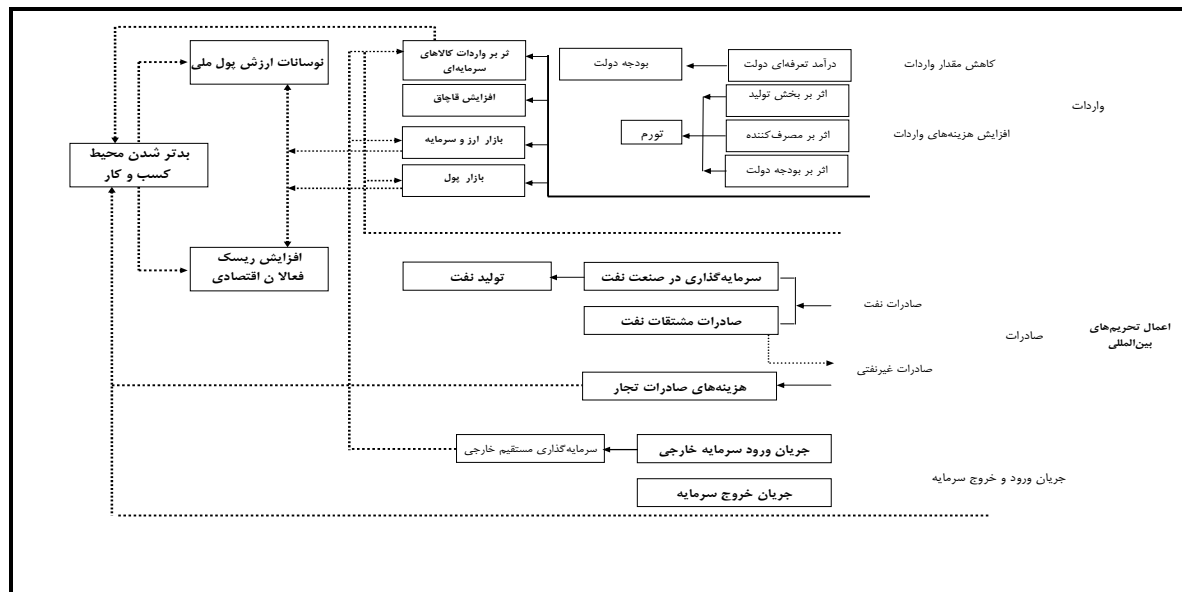 اعمال تحریم‌های
بین‌المللی
واردات
کاهش مقدار واردات
درآمد تعرفه‌ای دولت
بودجه دولت
افزایش هزینه‌های واردات
اثر بر بخش تولید
اثر بر مصرف‌کننده
اثر بر بودجه دولت
تورم
ثر بر واردات کالاهای
سرمایه‌ای
افزایش قاچاق
بازار ارز و سرمایه
بازار پول
نوسانات ارزش پول ملی
بدتر شدن محیط
کسب و کار
افزایش ریسک
فعالا ن اقتصادی
صادرات
صادرات نفت
سرمایه‌گذاری در صنعت نفت
تولید نفت
صادرات مشتقات نفت
صادرات غیرنفتی
هزینه‌های صادرات تجار
جریان ورود و خروج سرمایه
جریان ورود سرمایه خارجی
سرمایه‌گذاری مستقیم خارجی
جریان خروج سرمایه